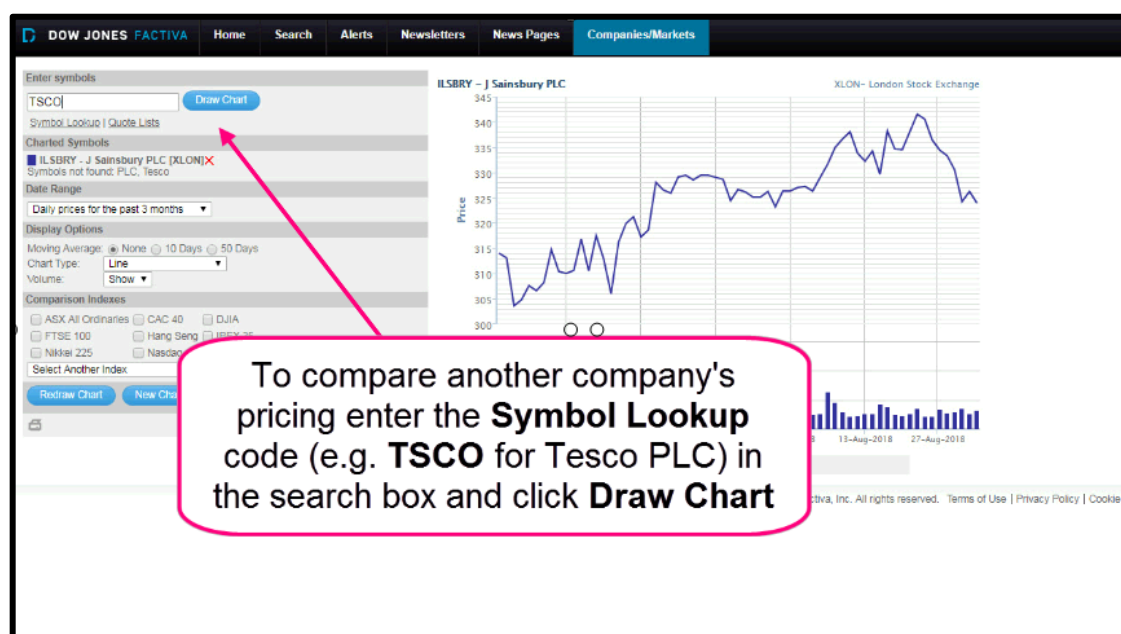 DOW JONES FACTIVA Home Search Alerts Newsletters News Pages Companies/Markets
Enter symbols
TSCO Draw Chart
Symbol Lookup | Quote Lists
Charted Symbols
ILSBRY - J Sainsbury PLC [XLON]
Symbols not found: PLC, Tesco
Date Range
Daily prices for the past 3 months
Display Options
Moving Average: None 10 Days 50 Days
Chart Type: Line
Volume: Show
Comparison Indexes
ASX All Ordinaries CAC 40 DJIA
FTSE 100 Hang Seng IBEX 35
Nikkei 225 Nasdaq
Select Another Index
Redraw Chart New
ILSBRY - J Sainsbury PLC XLON- London Stock Exchange
345
340
335
330
325
320
315
310
305
300
Price
13-Aug-2018 27-Aug-2018
To compare another company's
pricing enter the Symbol Lookup
code (e.g. TSCO for Tesco PLC) in
the search box and click Draw Chart
Inc. All rights reserved. Terms of Use | Privacy Policy | Cookie